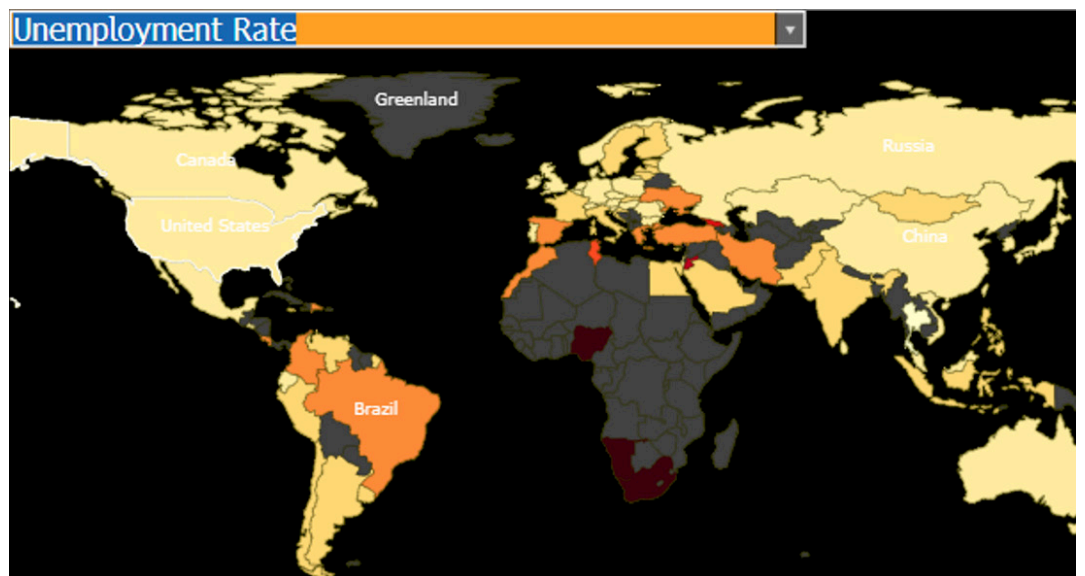 Unemployment Rate
Greenland
Canada
Russia
United States
China
Brazil